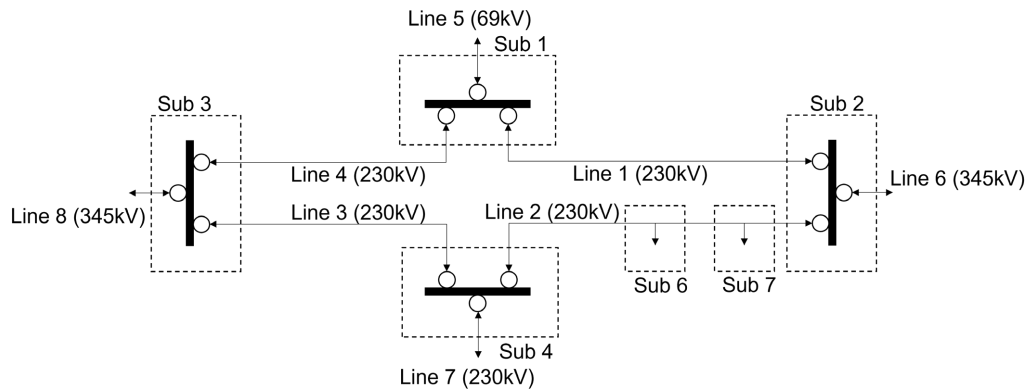 Line 5 (69kV)
Sub 1
Sub 3
Sub 2
Line 4 (230kV)
Line 1 (230kV)
Line 6 (345kV)
Line 8 (345kV)
Line 3 (230kV)
Line 2 (230kV)
Sub 6
Sub 7
Sub 4
Line 7 (230kV)